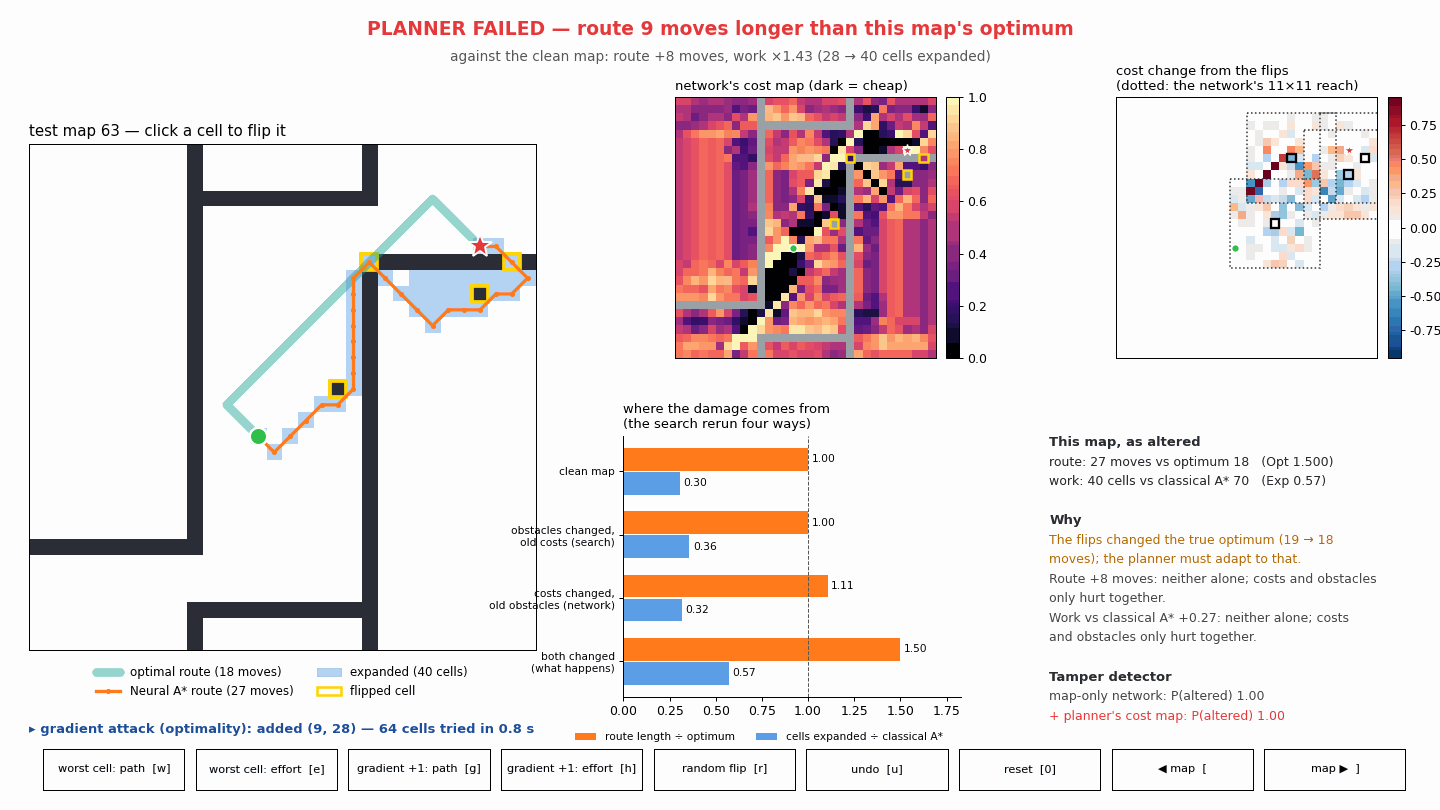 PLANNER FAILED — route 9 moves longer than this map's optimum
against the clean map: route +8 moves, work ×1.43 (28 → 40 cells expanded)
test map 63 — click a cell to flip it
optimal route (18 moves)
Neural A* route (27 moves)
expanded (40 cells)
flipped cell
▸ gradient attack (optimality): added (9, 28) — 64 cells tried in 0.8 s
network's cost map (dark = cheap)
1.0
0.8
0.6
0.4
0.2
0.0
cost change from the flips
(dotted: the network's 11×11 reach)
0.75
0.50
0.25
0.00
-0.25
-0.50
-0.75
where the damage comes from
(the search rerun four ways)
clean map
1.00
0.30
obstacles changed,
old costs (search)
1.00
0.36
costs changed,
old obstacles (network)
1.11
0.32
both changed
(what happens)
1.50
0.57
0.00 0.25 0.50 0.75 1.00 1.25 1.50 1.75
route length ÷ optimum
cells expanded ÷ classical A*
This map, as altered
route: 27 moves vs optimum 18 (Opt 1.500)
work: 40 cells vs classical A* 70 (Exp 0.57)
Why
The flips changed the true optimum (19 → 18
moves); the planner must adapt to that.
Route +8 moves: neither alone; costs and obstacles
only hurt together.
Work vs classical A* +0.27: neither alone; costs
and obstacles only hurt together.
Tamper detector
map-only network: P(altered) 1.00
+ planner's cost map: P(altered) 1.00
worst cell: path [w]
worst cell: effort [e]
gradient +1: path [g]
gradient +1: effort [h]
random flip [r]
undo [u]
reset [0]
◀ map [
map ▶ ]